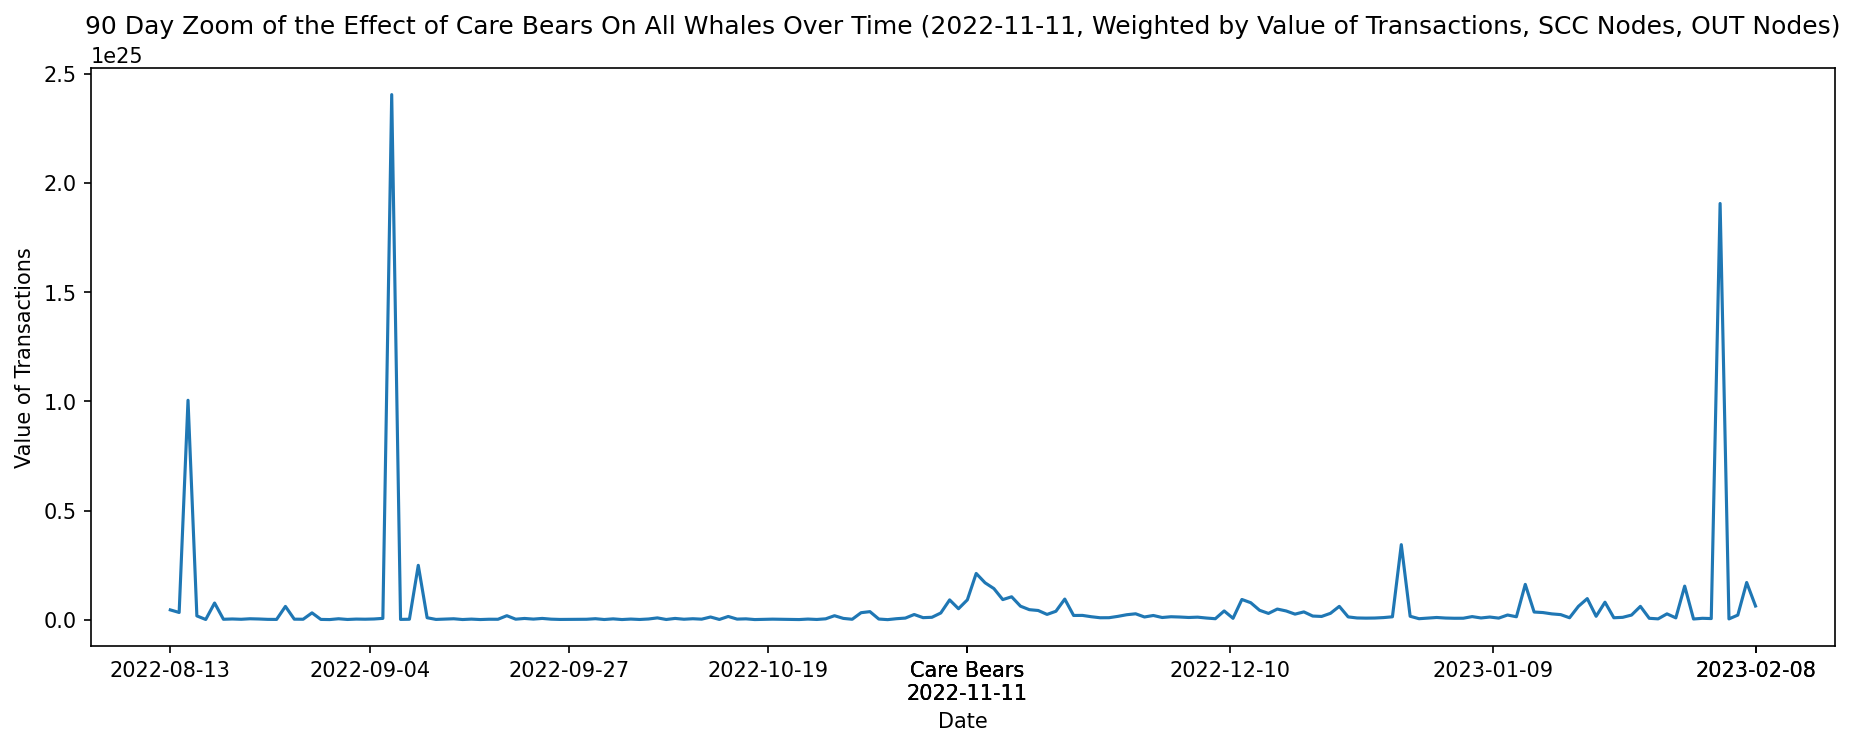 90 Day Zoom of the Effect of Care Bears On All Whales Over Time (2022-11-11, Weighted by Value of Transactions, SCC Nodes, OUT Nodes)
1e25
2.5
2.0
1.5
1.0
0.5
0.0
Value of Transactions
2022-08-13 2022-09-04 2022-09-27 2022-10-19 Care Bears 2022-12-10 2023-01-09 2023-02-08
2022-11-11
Date